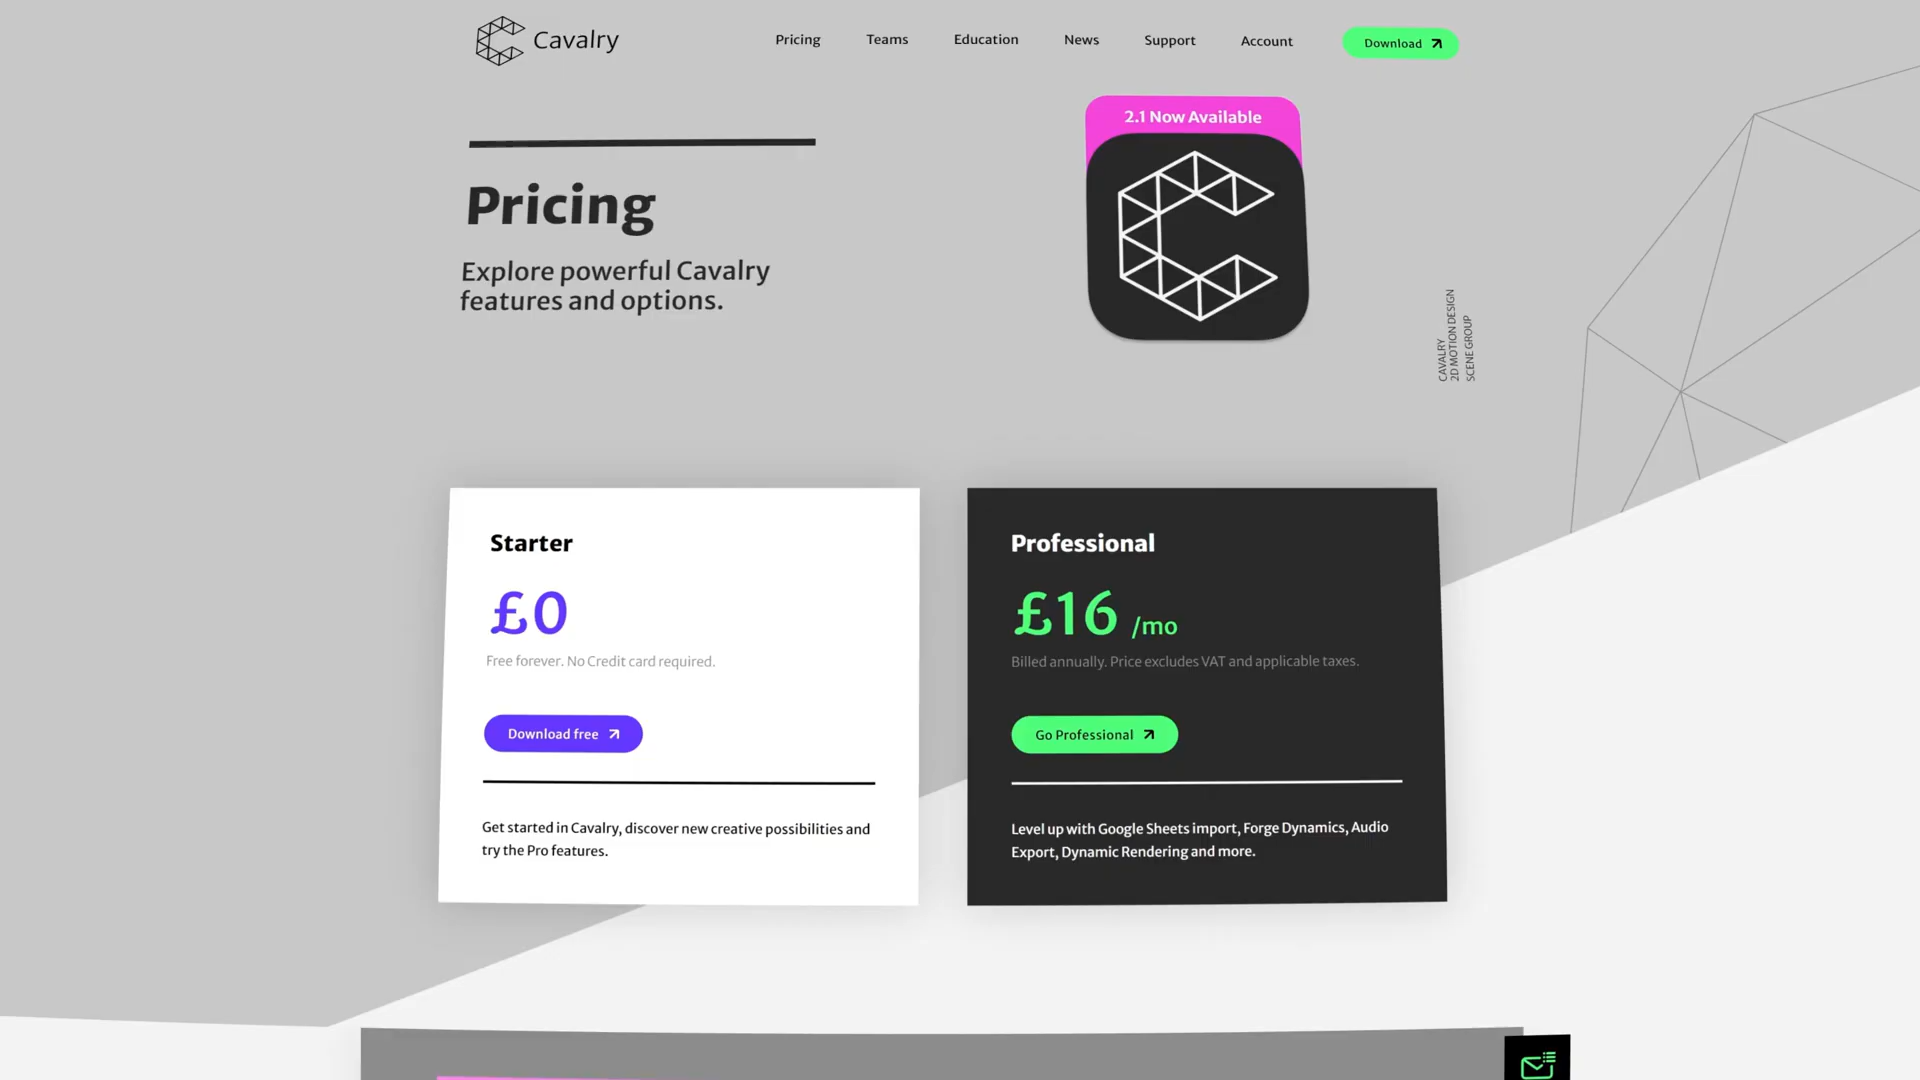 Cavalry
Pricing
Teams
Education
News
Support
Account
Download
2.1 Now Available
Pricing
Explore powerful Cavalry
features and options.
CAVALRY
2D MOTION DESIGN
SCENE GROUP
Starter
£0
Free forever. No Credit card required.
Download free
Get started in Cavalry, discover new creative possibilities and
try the Pro features.
Professional
£16 /mo
Billed annually. Price excludes VAT and applicable taxes.
Go Professional
Level up with Google Sheets import, Forge Dynamics, Audio
Export, Dynamic Rendering and more.